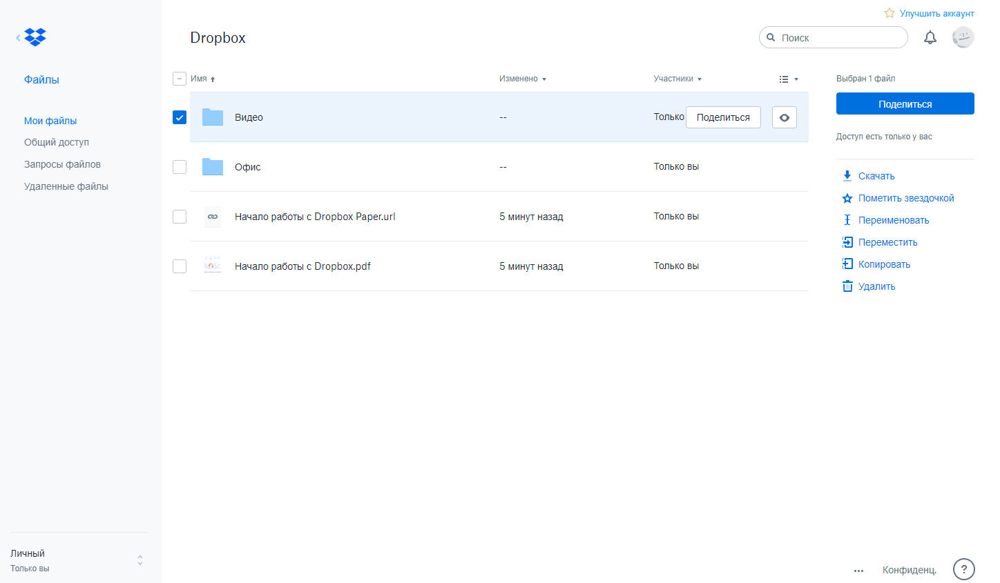 Улучшить аккаунт
Dropbox
Поиск
Файлы
Мои файлы
Общий доступ
Запросы файлов
Удаленные файлы
Имя Изменено Участники
Видео -- Только Поделиться
Офис -- Только вы
Начало работы с Dropbox Paper.url 5 минут назад Только вы
Начало работы с Dropbox.pdf 5 минут назад Только вы
Выбран 1 файл
Поделиться
Доступ есть только у вас
Скачать
Пометить звездочкой
Переименовать
Переместить
Копировать
Удалить
Личный
Только вы
... Конфиденц. ?